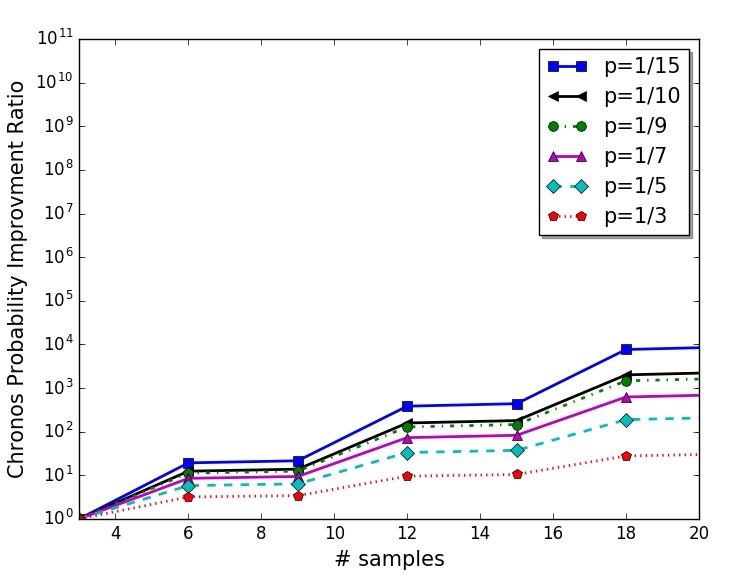 Chronos Probability Improvment Ratio
10^11
10^10
10^9
10^8
10^7
10^6
10^5
10^4
10^3
10^2
10^1
10^0
p=1/15
p=1/10
p=1/9
p=1/7
p=1/5
p=1/3
4 6 8 10 12 14 16 18 20
# samples